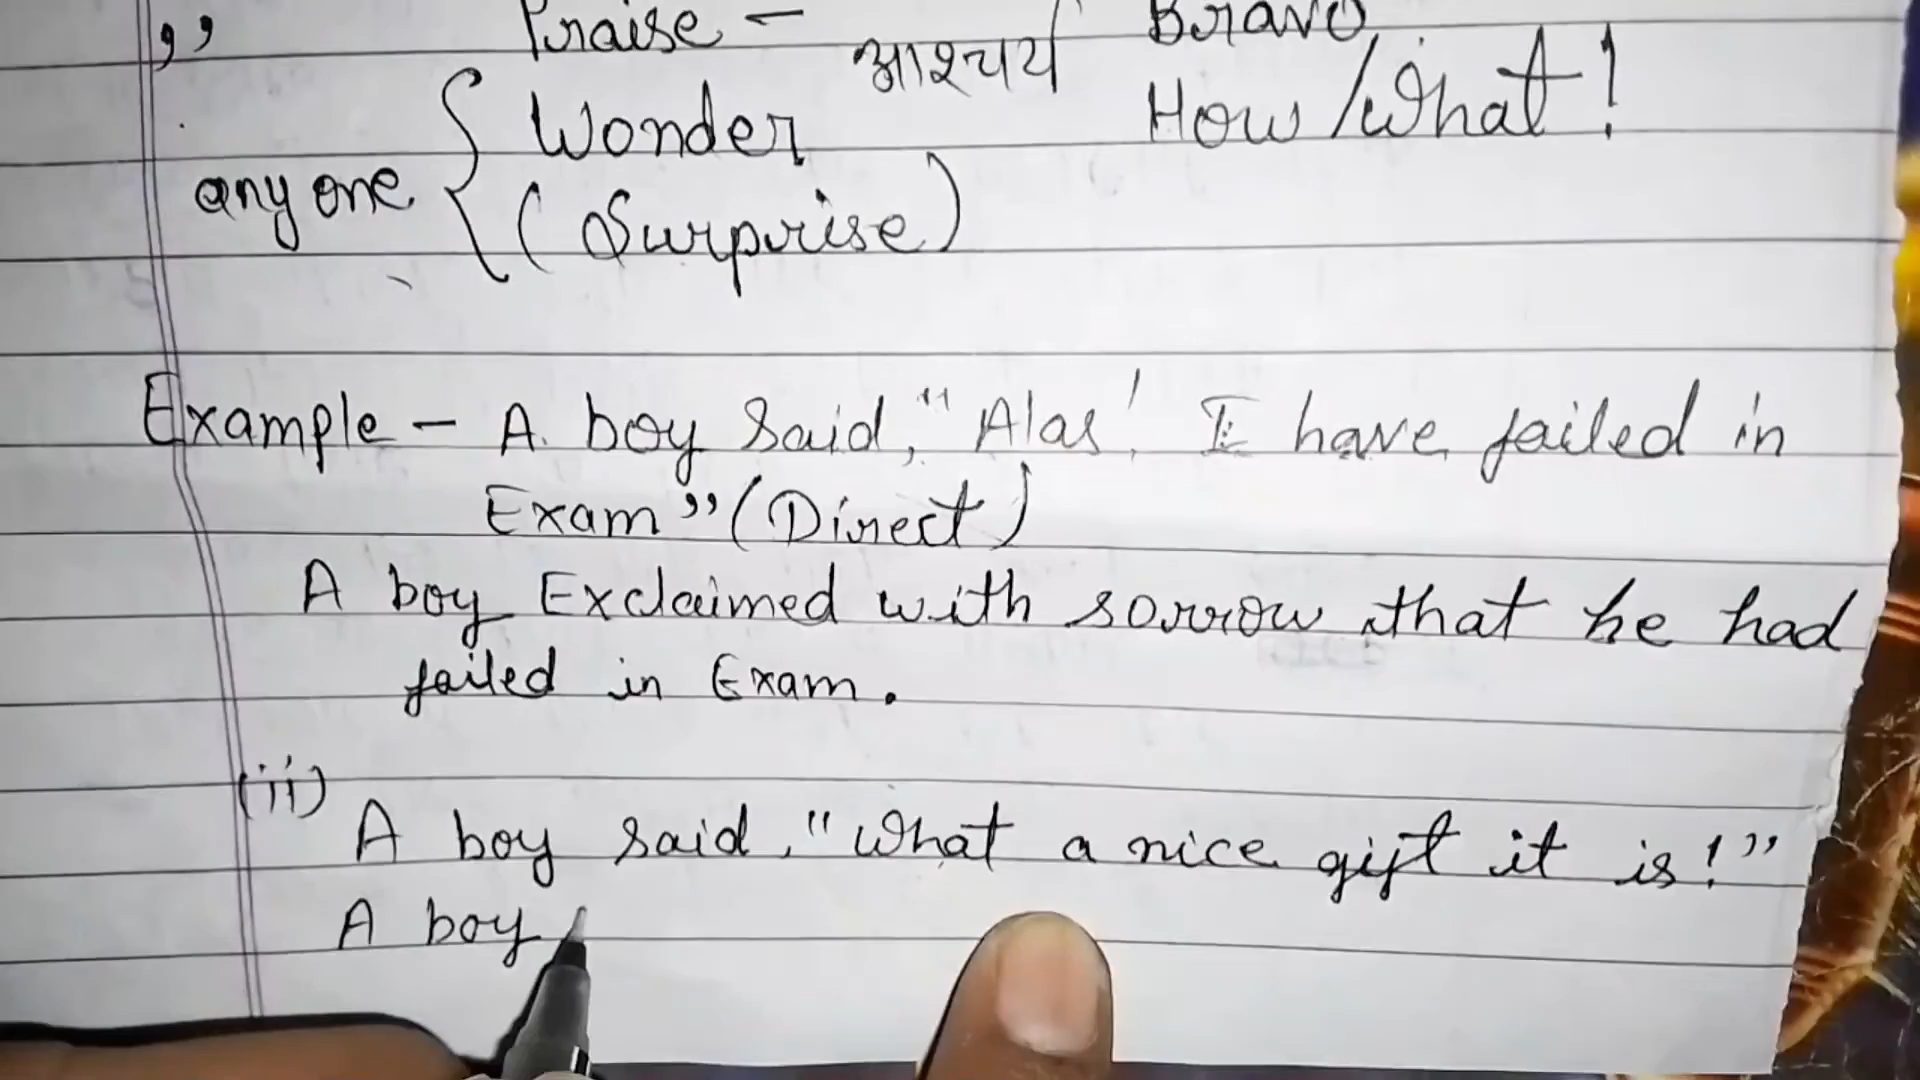 ,, Praise - Bravo
आश्चर्य
Wonder How/What!
any one
(Surprise)
Example - A boy said, "Alas! I have failed in
Exam" (Direct)
A boy Exclaimed with sorrow that he had
failed in Exam.
(ii)
A boy said, "What a nice gift it is!"
A boy